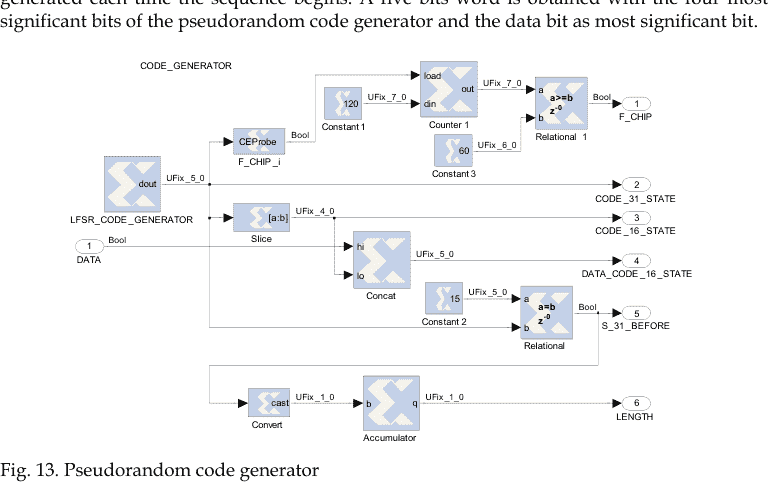 generated each time the sequence begins. A five bits word is obtained with the four most
significant bits of the pseudorandom code generator and the data bit as most significant bit.
CODE_GENERATOR
load
din
out
120
UFix_7_0
Constant 1
Counter 1
UFix_7_0
a
b
a>=b
z-0
Relational 1
Bool
1
F_CHIP
60
UFix_6_0
Constant 3
CEProbe
Bool
F_CHIP_i
dout
UFix_5_0
LFSR_CODE_GENERATOR
2
CODE_31_STATE
[a:b]
UFix_4_0
Slice
3
CODE_16_STATE
1
Bool
DATA
hi
lo
Concat
UFix_5_0
4
DATA_CODE_16_STATE
15
UFix_5_0
Constant 2
a
b
a=b
z-0
Relational
Bool
5
S_31_BEFORE
cast
UFix_1_0
Convert
b
q
Accumulator
UFix_1_0
6
LENGTH
Fig. 13. Pseudorandom code generator